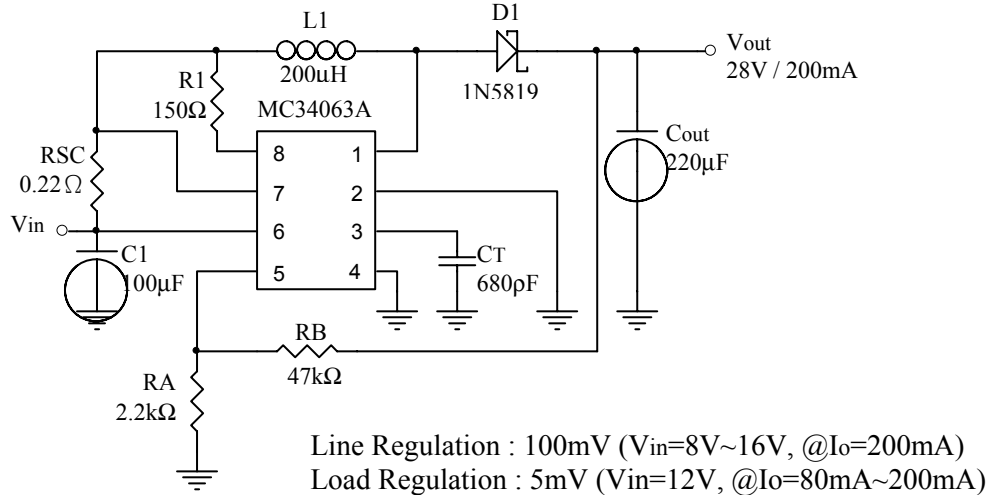 L1
200µH
D1
1N5819
Vout
28V / 200mA
R1
150Ω
MC34063A
RSC
0.22Ω
8
7
6
5
1
2
3
4
Cout
220µF
Vin
C1
100µF
CT
680ρF
RB
47kΩ
RA
2.2kΩ
Line Regulation : 100mV (Vin=8V~16V, @Io=200mA)
Load Regulation : 5mV (Vin=12V, @Io=80mA~200mA)